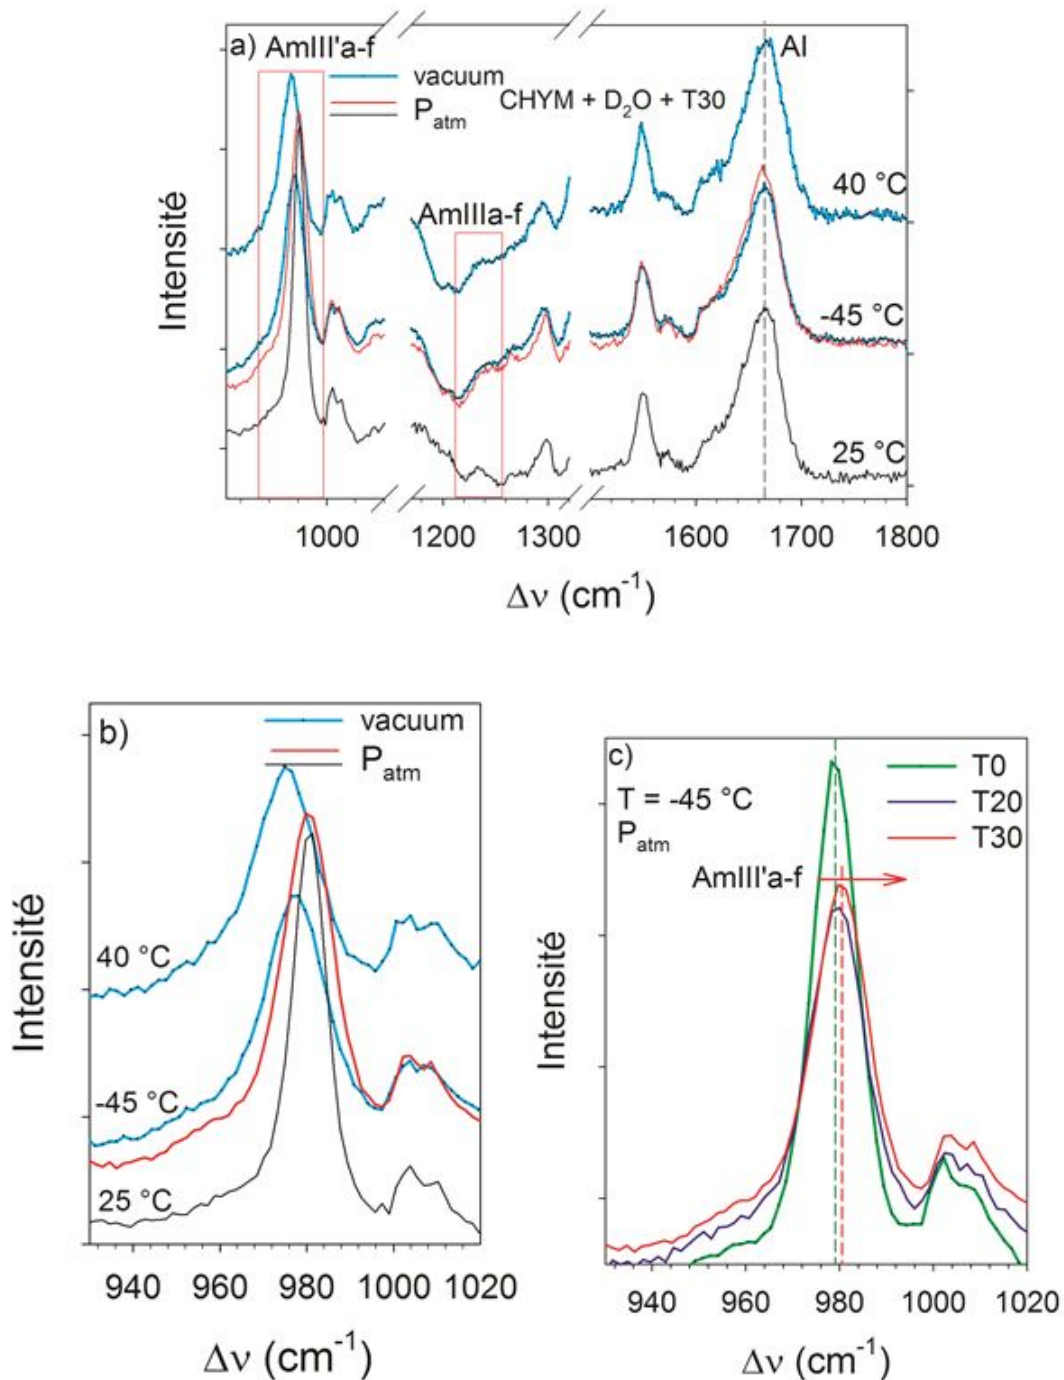 a) AmIII'a-f
AI
vacuum
P_atm
CHYM + D₂O + T30
AmIIIa-f
40 °C
-45 °C
25 °C
Intensité
1000 1200 1300 1600 1700 1800
Δν (cm⁻¹)
b)
vacuum
P_atm
40 °C
-45 °C
25 °C
Intensité
940 960 980 1000 1020
Δν (cm⁻¹)
c)
T0
T = -45 °C
T20
P_atm
T30
AmIII'a-f
Intensité
940 960 980 1000 1020
Δν (cm⁻¹)